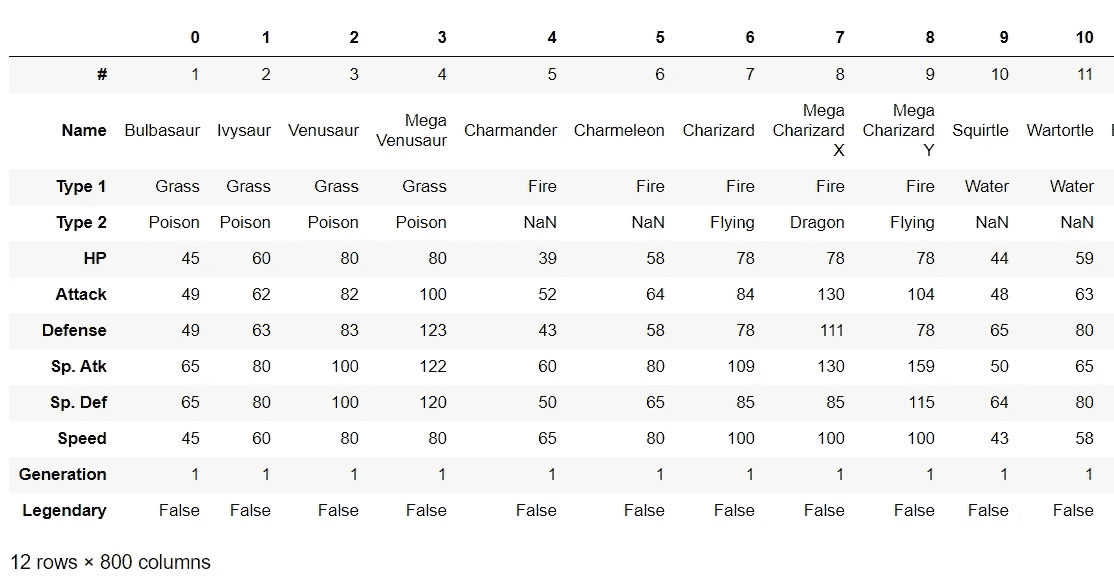 0 1 2 3 4 5 6 7 8 9 10
# 1 2 3 4 5 6 7 8 9 10 11
Name Bulbasaur Ivysaur Venusaur Mega Venusaur Charmander Charmeleon Charizard Mega Charizard X Mega Charizard Y Squirtle Wartortle
Type 1 Grass Grass Grass Grass Fire Fire Fire Fire Fire Water Water
Type 2 Poison Poison Poison Poison NaN NaN Flying Dragon Flying NaN NaN
HP 45 60 80 80 39 58 78 78 78 44 59
Attack 49 62 82 100 52 64 84 130 104 48 63
Defense 49 63 83 123 43 58 78 111 78 65 80
Sp. Atk 65 80 100 122 60 80 109 130 159 50 65
Sp. Def 65 80 100 120 50 65 85 85 115 64 80
Speed 45 60 80 80 65 80 100 100 100 43 58
Generation 1 1 1 1 1 1 1 1 1 1 1
Legendary False False False False False False False False False False False
12 rows × 800 columns